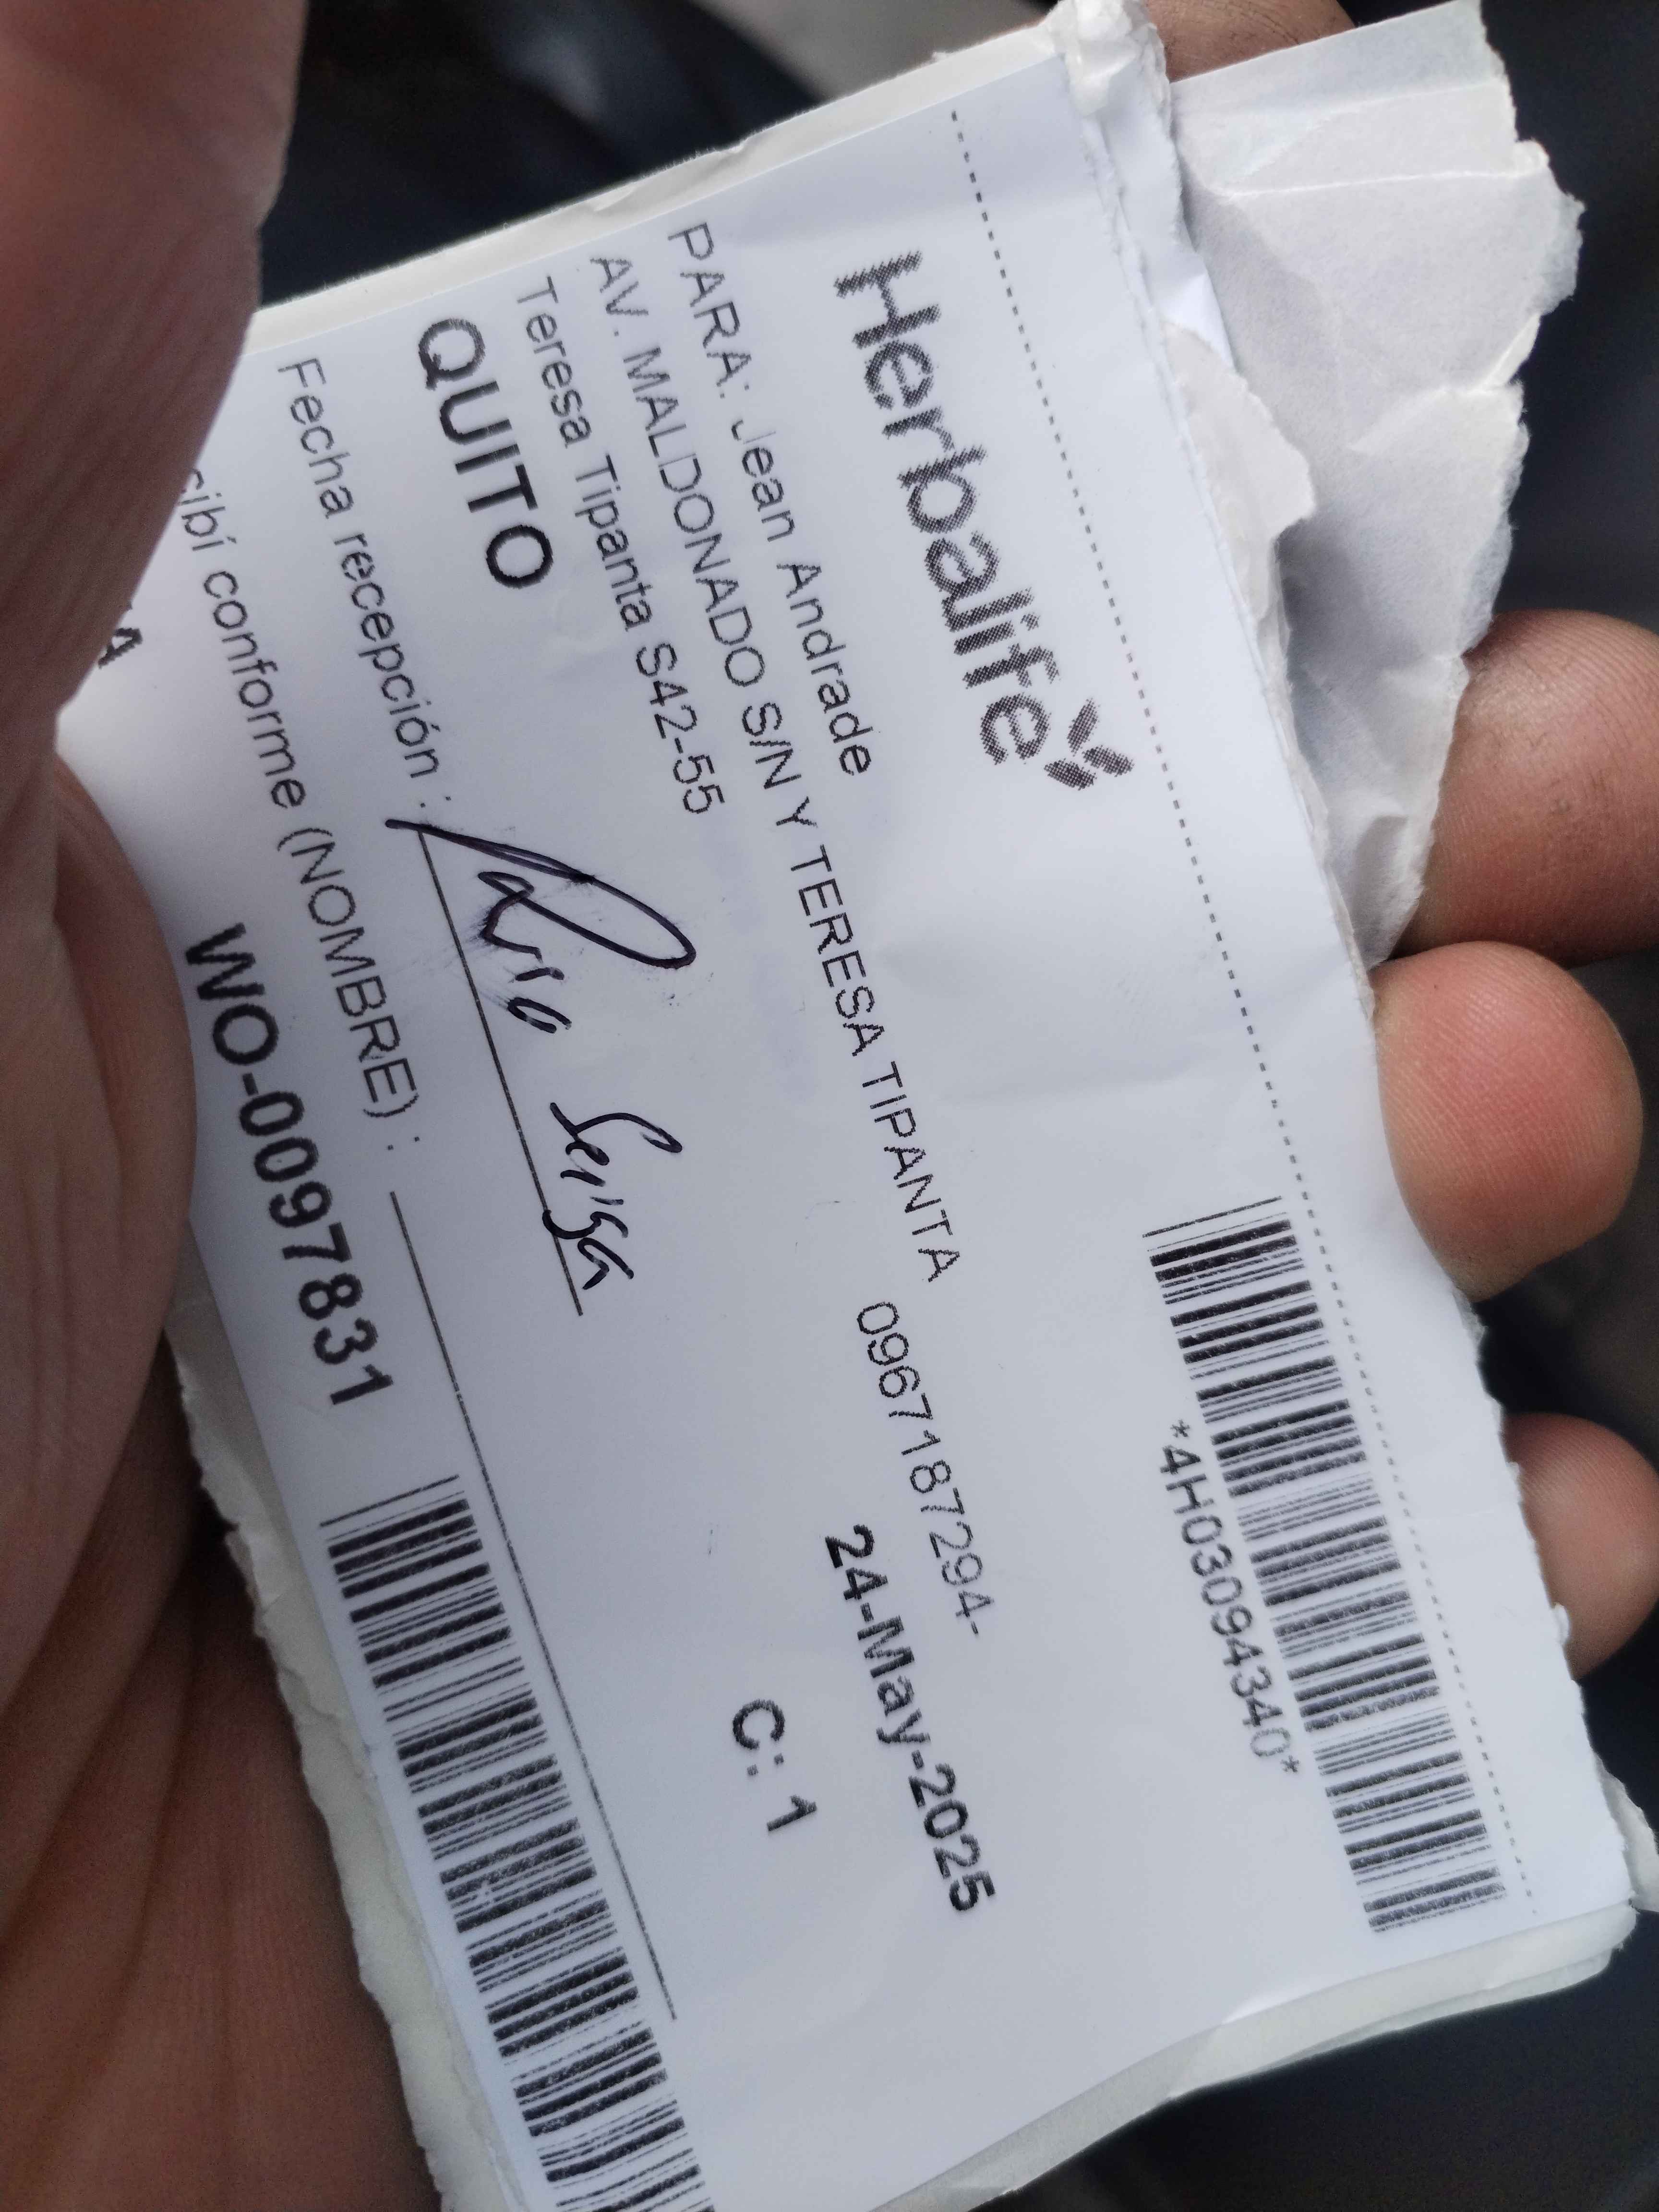 Herbalife
*4H03094340*
PARA: Jean Andrade
AV. MALDONADO S/N Y TERESA TIPANTA 0967187294-
Teresa Tipanta S42-55 24-May-2025
QUITO C: 1
Fecha recepción :
cibí conforme (NOMBRE) :
WO-0097831